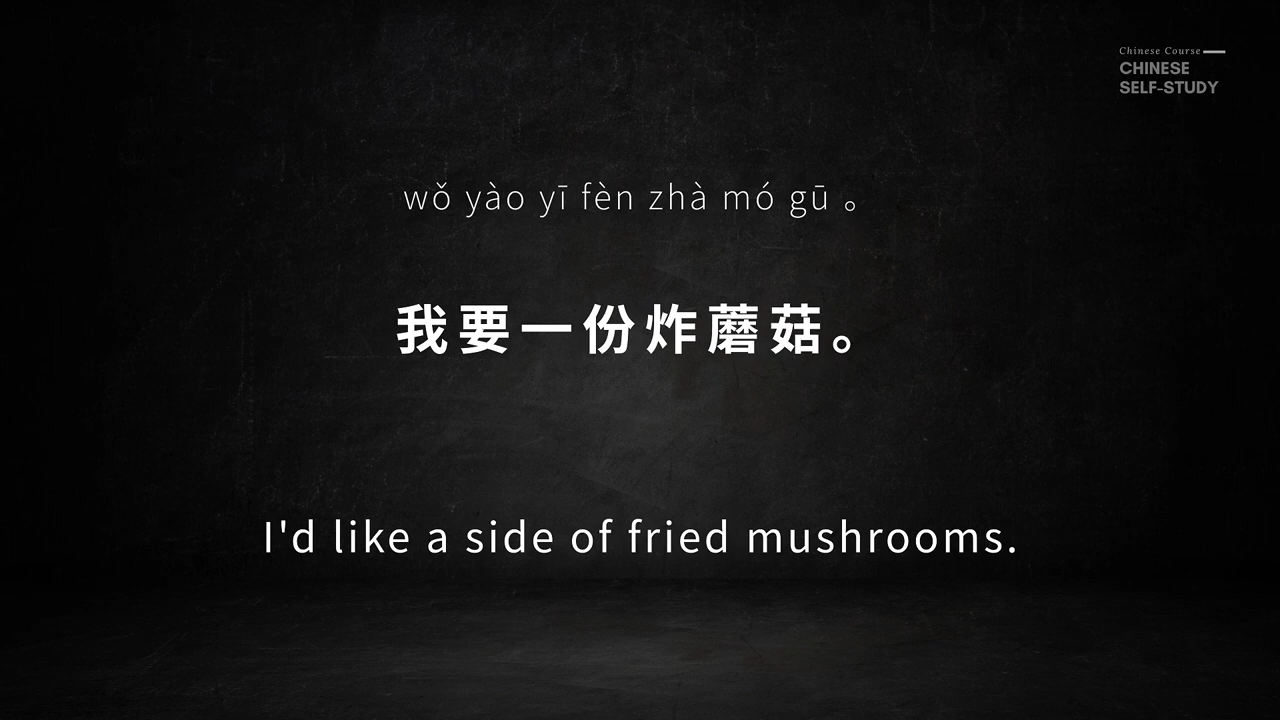 Chinese Course
CHINESE
SELF-STUDY
wǒ yào yī fèn zhà mó gū 。
我要一份炸蘑菇。
I'd like a side of fried mushrooms.